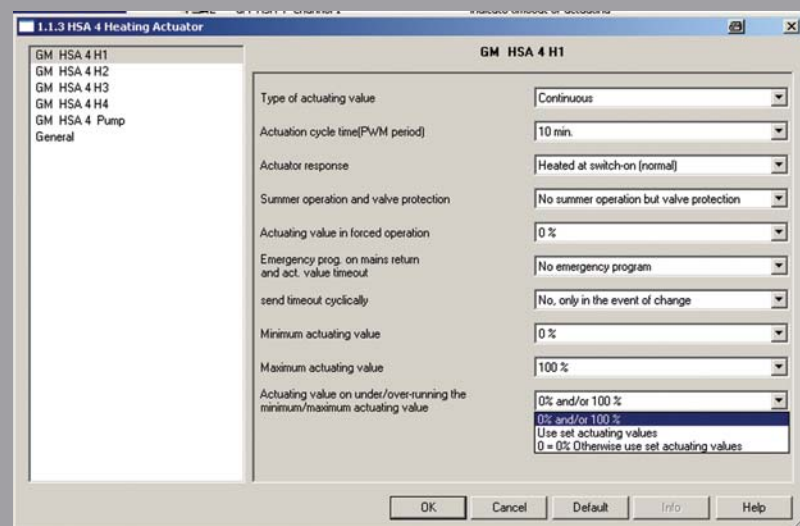 1.1.3 HSA 4 Heating Actuator
GM HSA 4 H1
GM HSA 4 H2
GM HSA 4 H3
GM HSA 4 H4
GM HSA 4 Pump
General
GM HSA 4 H1
Type of actuating value
Continuous
Actuation cycle time(PWM period)
10 min.
Actuator response
Heated at switch-on (normal)
Summer operation and valve protection
No summer operation but valve protection
Actuating value in forced operation
0 %
Emergency prog. on mains return
and act. value timeout
No emergency program
send timeout cyclically
No, only in the event of change
Minimum actuating value
0 %
Maximum actuating value
100 %
Actuating value on under/over-running the
minimum/maximum actuating value
0% and/or 100 %
0% and/or 100 %
Use set actuating values
0 = 0% Otherwise use set actuating values
OK
Cancel
Default
Info
Help